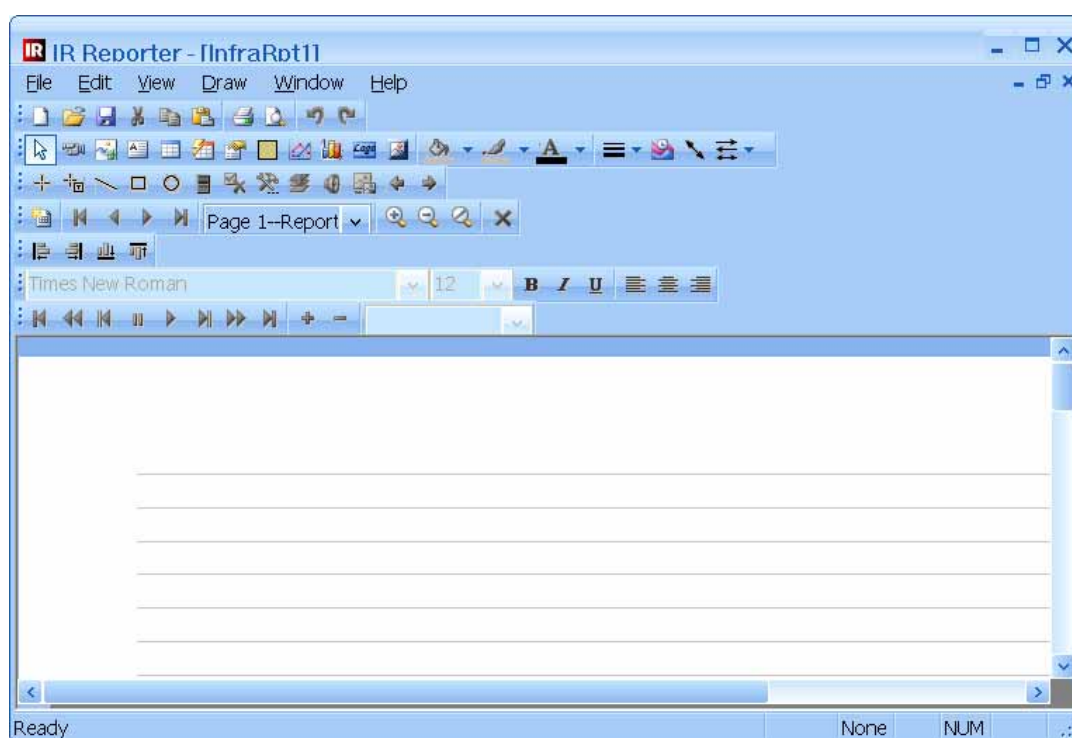 IR IR Reporter - [InfraRpt1]
File Edit View Draw Window Help
A
Page 1--Report
Times New Roman 12 B I U
Ready None NUM